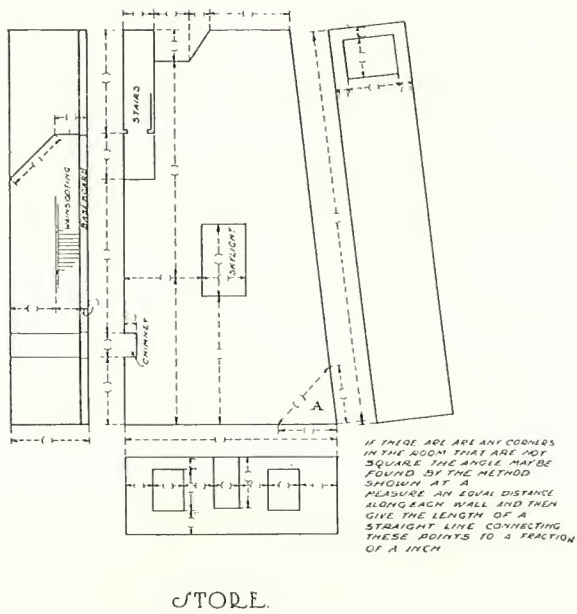 STAIRS
WAINSCOTING
BASEBOARD
SKYLIGHT
CHIMNEY
A
IF THERE ARE ARE ANY CORNERS
IN THE ROOM THAT ARE NOT
SQUARE THE ANGLE MAY BE
FOUND BY THE METHOD
SHOWN AT A
MEASURE AN EQUAL DISTANCE
ALONG EACH WALL AND THEN
GIVE THE LENGTH OF A
STRAIGHT LINE CONNECTING
THESE POINTS TO A FRACTION
OF A INCH
STORE.